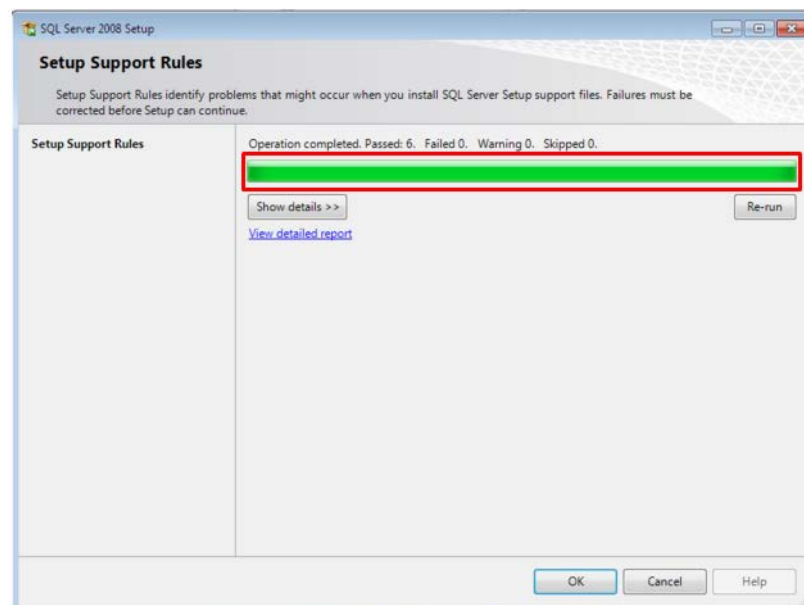 SQL Server 2008 Setup
Setup Support Rules
Setup Support Rules identify problems that might occur when you install SQL Server Setup support files. Failures must be
corrected before Setup can continue.
Setup Support Rules
Operation completed. Passed: 6. Failed 0. Warning 0. Skipped 0.
Show details >>
Re-run
View detailed report
OK
Cancel
Help